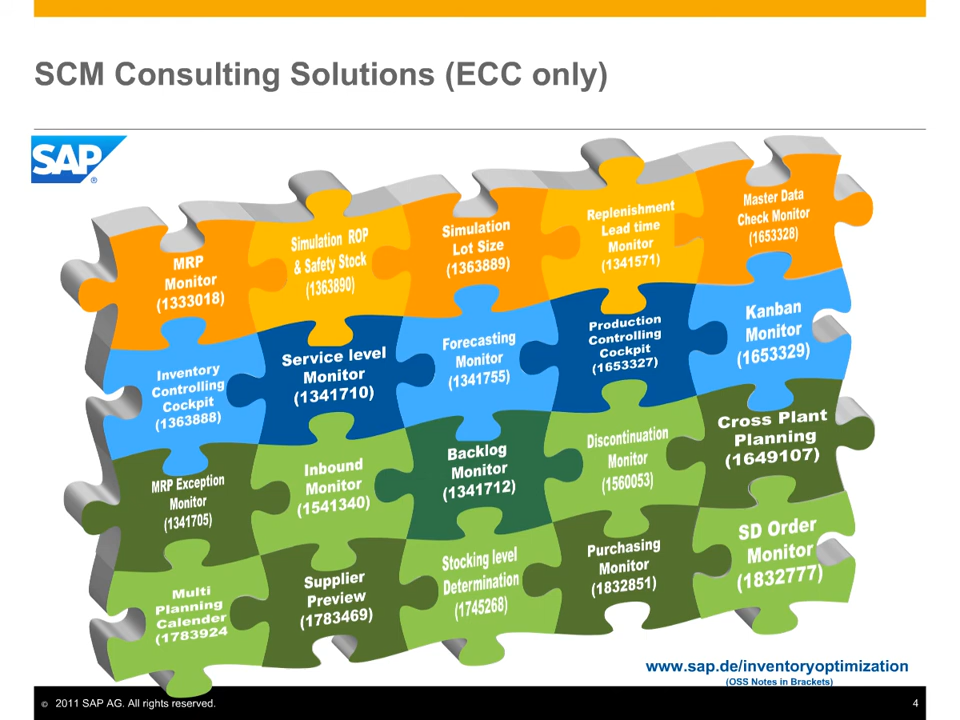 SCM Consulting Solutions (ECC only)
SAP
®
MRP
Monitor
(1333018)
Simulation ROP
& Safety Stock
(1363890)
Simulation
Lot Size
(1363889)
Replenishment
Lead time
Monitor
(1341571)
Master Data
Check Monitor
(1653328)
Inventory
Controlling
Cockpit
(1363888)
Service level
Monitor
(1341710)
Forecasting
Monitor
(1341755)
Production
Controlling
Cockpit
(1653327)
Kanban
Monitor
(1653329)
MRP Exception
Monitor
(1341705)
Inbound
Monitor
(1541340)
Backlog
Monitor
(1341712)
Discontinuation
Monitor
(1560053)
Cross Plant
Planning
(1649107)
Multi
Planning
Calender
(1783924
Supplier
Preview
(1783469)
Stocking level
Determination
(1745268)
Purchasing
Monitor
(1832851)
SD Order
Monitor
(1832777)
www.sap.de/inventoryoptimization
(OSS Notes in Brackets)
© 2011 SAP AG. All rights reserved. 4